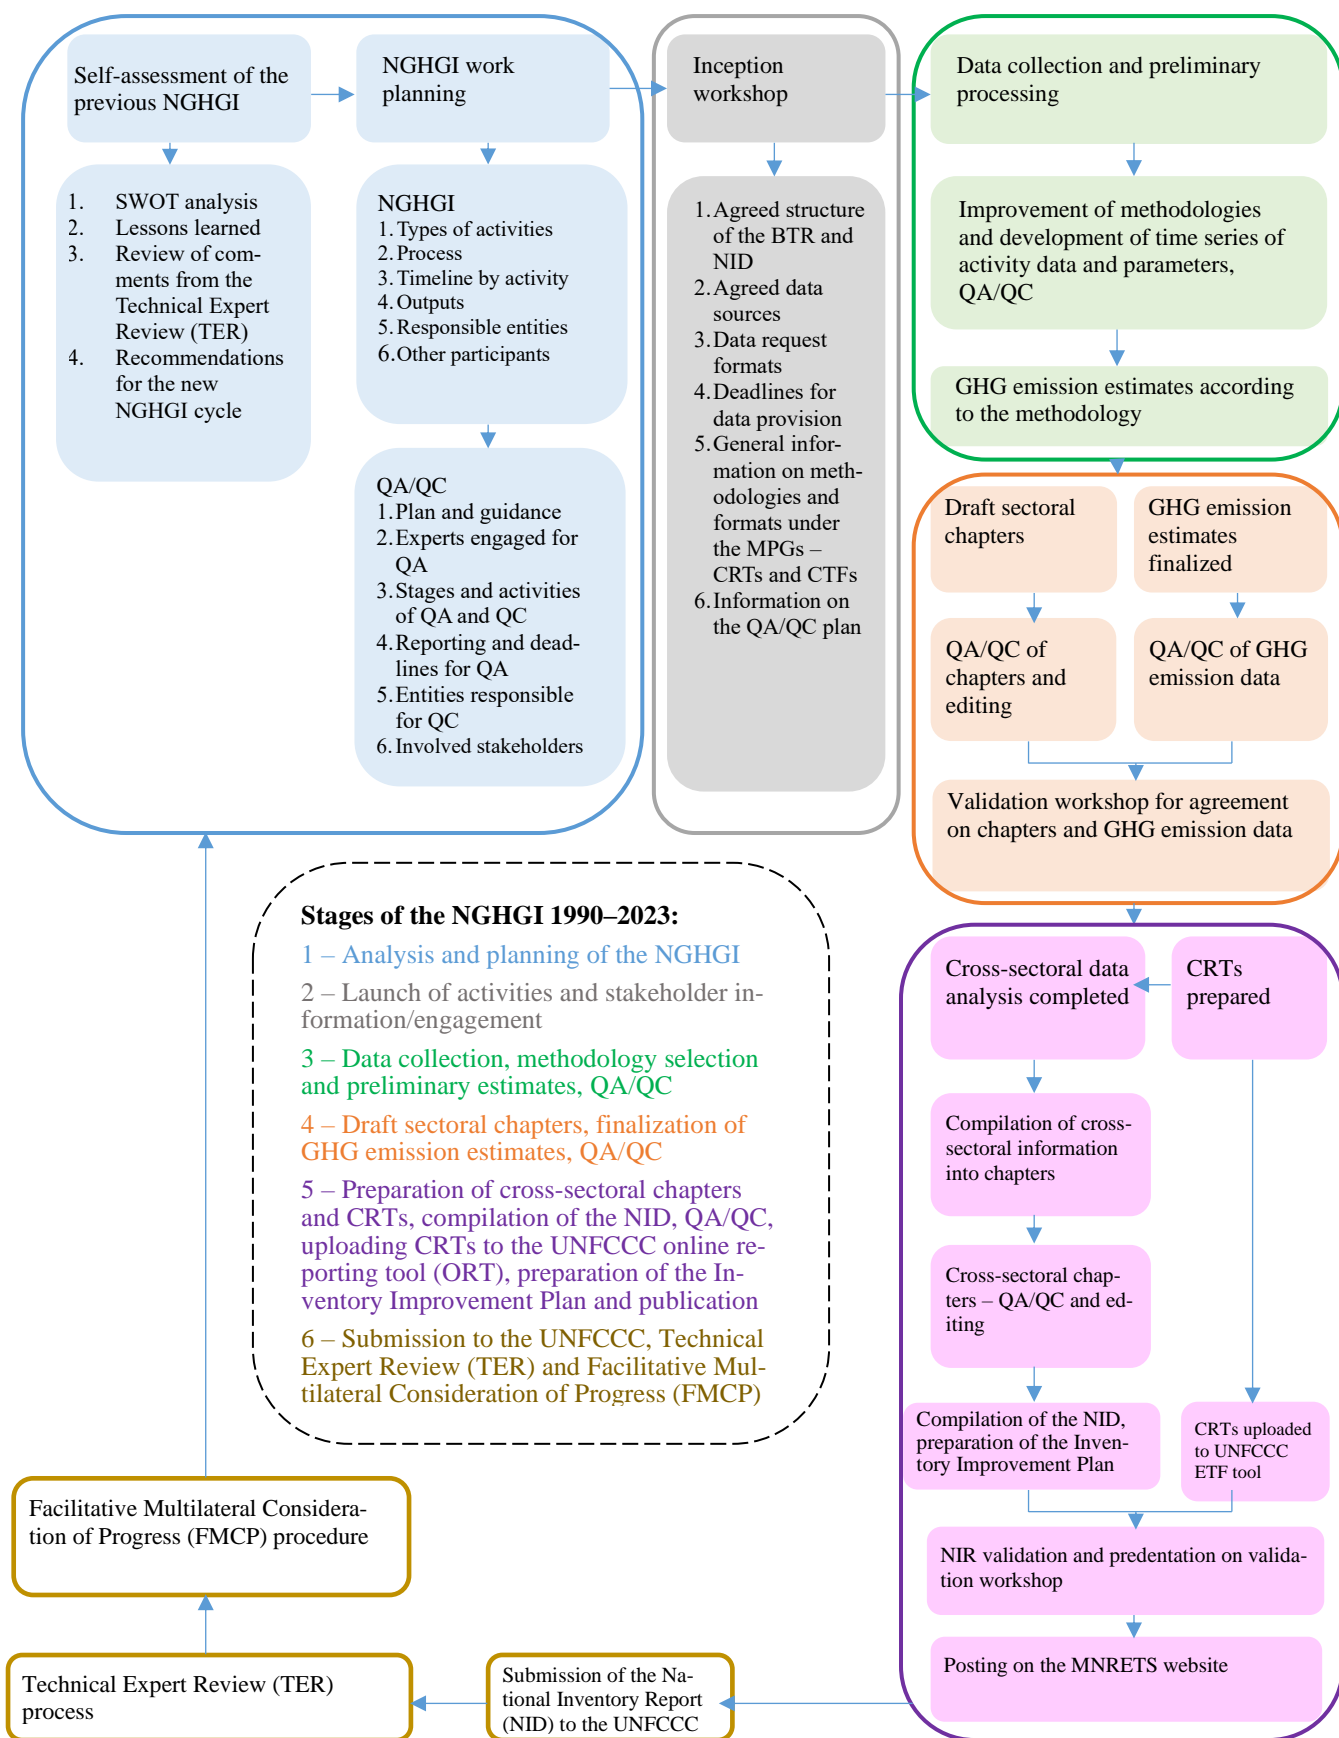 Self-assessment of the
previous NGHGI
NGHGI work
planning
Inception
workshop
Data collection and preliminary
processing
1. SWOT analysis
2. Lessons learned
3. Review of com-
ments from the
Technical Expert
Review (TER)
4. Recommendations
for the new
NGHGI cycle
NGHGI
1. Types of activities
2. Process
3. Timeline by activity
4. Outputs
5. Responsible entities
6. Other participants
QA/QC
1. Plan and guidance
2. Experts engaged for
QA
3. Stages and activities
of QA and QC
4. Reporting and dead-
lines for QA
5. Entities responsible
for QC
6. Involved stakeholders
1. Agreed structure
of the BTR and
NID
2. Agreed data
sources
3. Data request
formats
4. Deadlines for
data provision
5. General infor-
mation on meth-
odologies and
formats under
the MPGs –
CRTs and CTFs
6. Information on
the QA/QC plan
Improvement of methodologies
and development of time series of
activity data and parameters,
QA/QC
GHG emission estimates according
to the methodology
Draft sectoral
chapters
GHG emission
estimates
finalized
QA/QC of
chapters and
editing
QA/QC of GHG
emission data
Validation workshop for agreement
on chapters and GHG emission data
Stages of the NGHGI 1990–2023:
1 – Analysis and planning of the NGHGI
2 – Launch of activities and stakeholder in-
formation/engagement
3 – Data collection, methodology selection
and preliminary estimates, QA/QC
4 – Draft sectoral chapters, finalization of
GHG emission estimates, QA/QC
5 – Preparation of cross-sectoral chapters
and CRTs, compilation of the NID, QA/QC,
uploading CRTs to the UNFCCC online re-
porting tool (ORT), preparation of the In-
ventory Improvement Plan and publication
6 – Submission to the UNFCCC, Technical
Expert Review (TER) and Facilitative Mul-
tilateral Consideration of Progress (FMCP)
Cross-sectoral data
analysis completed
CRTs
prepared
Compilation of cross-
sectoral information
into chapters
Cross-sectoral chap-
ters – QA/QC and ed-
iting
Compilation of the NID,
preparation of the Inven-
tory Improvement Plan
CRTs uploaded
to UNFCCC
ETF tool
NIR validation and predentation on valida-
tion workshop
Posting on the MNRETS website
Facilitative Multilateral Considera-
tion of Progress (FMCP) procedure
Technical Expert Review (TER)
process
Submission of the Na-
tional Inventory Report
(NID) to the UNFCCC